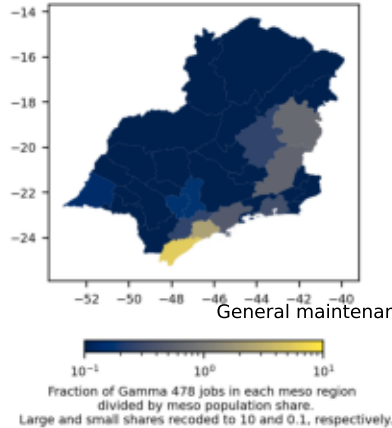 −14
−16
−18
−20
−22
−24
−52 −50 −48 −46 −44 −42 −40
General maintenan
10⁻¹ 10⁰ 10¹
Fraction of Gamma 478 jobs in each meso region
divided by meso population share.
Large and small shares recoded to 10 and 0.1, respectively.